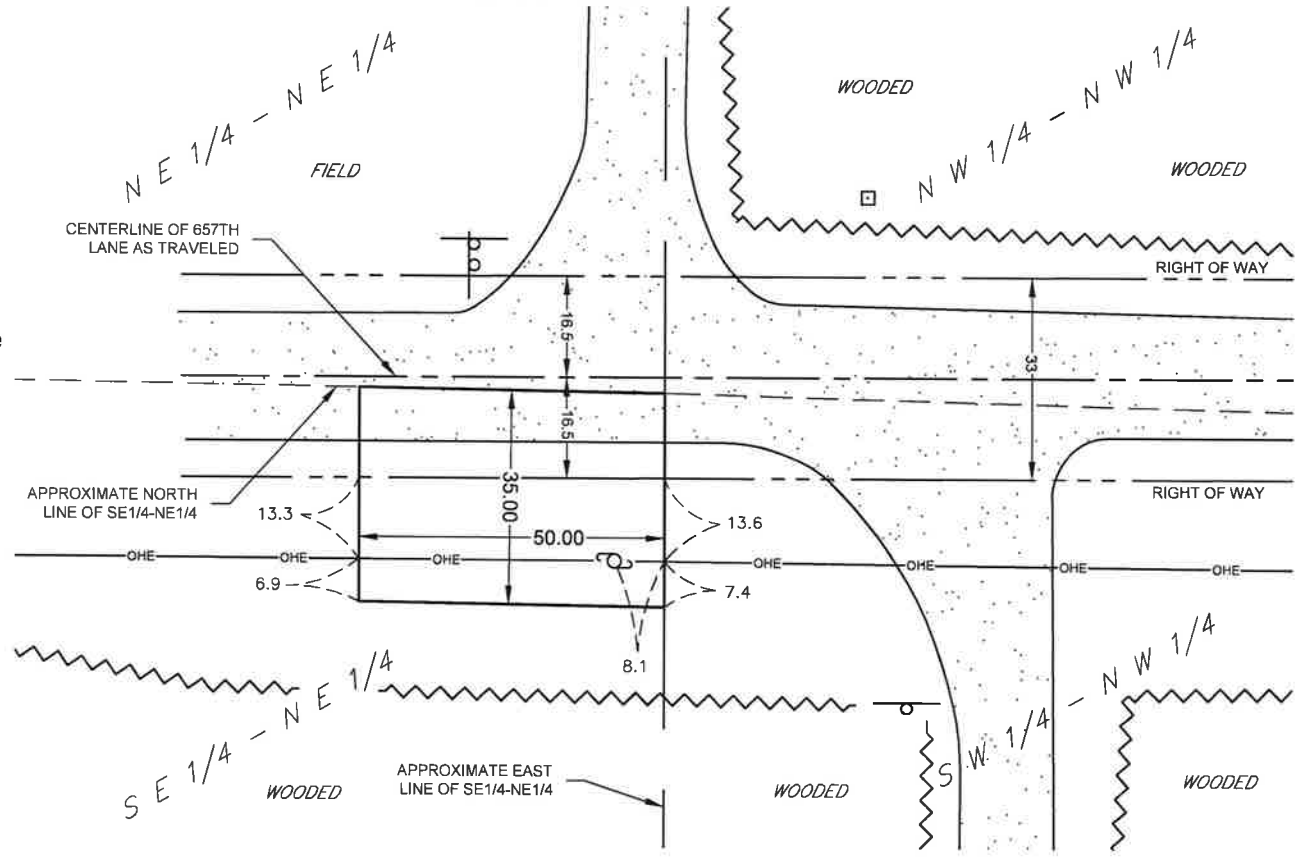 N E 1/4 - N E 1/4
WOODED
N W 1/4 - N W 1/4
FIELD
WOODED
CENTERLINE OF 657TH
LANE AS TRAVELED
RIGHT OF WAY
16.5
33
e
16.5
APPROXIMATE NORTH
LINE OF SE1/4-NE1/4
35.00
RIGHT OF WAY
13.3
13.6
50.00
OHE
OHE
OHE
OHE
OHE
OHE
OHE
6.9
7.4
8.1
S E 1/4 - N E 1/4
S W 1/4 - N W 1/4
APPROXIMATE EAST
LINE OF SE1/4-NE1/4
WOODED
WOODED
WOODED